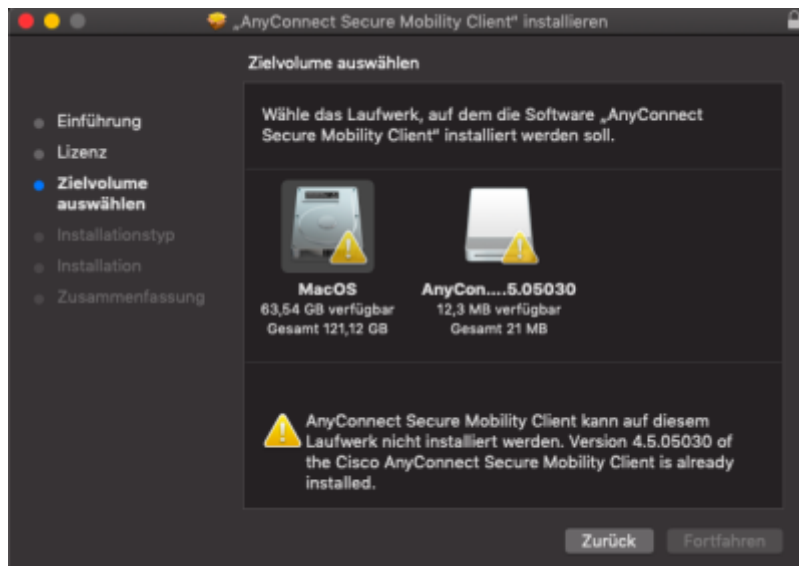 „AnyConnect Secure Mobility Client“ installieren
Zielvolume auswählen
Einführung
Lizenz
Zielvolume
auswählen
Installationstyp
Installation
Zusammenfassung
Wähle das Laufwerk, auf dem die Software „AnyConnect
Secure Mobility Client“ installiert werden soll.
MacOS
63,54 GB verfügbar
Gesamt 121,12 GB
AnyCon....5.05030
12,3 MB verfügbar
Gesamt 21 MB
AnyConnect Secure Mobility Client kann auf diesem
Laufwerk nicht installiert werden. Version 4.5.05030 of
the Cisco AnyConnect Secure Mobility Client is already
installed.
Zurück
Fortfahren